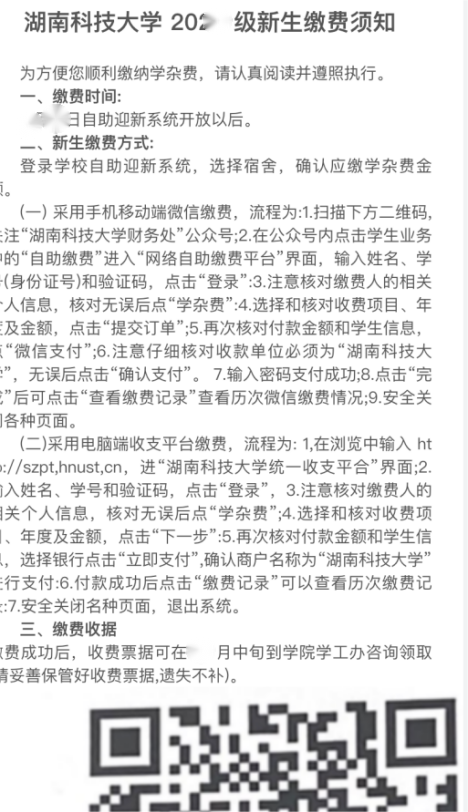 湖南科技大学 202 级新生缴费须知
为方便您顺利缴纳学杂费，请认真阅读并遵照执行。
一、缴费时间:
日自助迎新系统开放以后。
二、新生缴费方式:
登录学校自助迎新系统，选择宿舍，确认应缴学杂费金
。
(一) 采用手机移动端微信缴费，流程为:1.扫描下方二维码,
注“湖南科技大学财务处”公众号;2.在公众号内点击学生业务
的“自助缴费”进入“网络自助缴费平台”界面，输入姓名、学
(身份证号)和验证码，点击“登录”:3.注意核对缴费人的相关
人信息，核对无误后点“学杂费”:4.选择和核对收费项目、年
及金额，点击“提交订单”;5.再次核对付款金额和学生信息，
“微信支付”;6.注意仔细核对收款单位必须为“湖南科技大
”，无误后点击“确认支付”。 7.输入密码支付成功;8.点击“完
”后可点击“查看缴费记录”查看历次微信缴费情况;9.安全关
各种页面。
(二)采用电脑端收支平台缴费，流程为: 1,在浏览中输入 ht
://szpt,hnust,cn，进“湖南科技大学统一收支平合”界面;2.
入姓名、学号和验证码，点击“登录”，3.注意核对缴费人的
关个人信息，核对无误后点“学杂费”;4.选择和核对收费项
、年度及金额，点击“下一步”:5.再次核对付款金额和学生信
，选择银行点击“立即支付”,确认商户名称为“湖南科技大学”
行支付:6.付款成功后点击“缴费记录”可以查看历次缴费记
:7.安全关闭名种页面，退出系统。
三、缴费收据
费成功后，收费票据可在 月中旬到学院学工办咨询领取
请妥善保管好收费票据,遗失不补)。